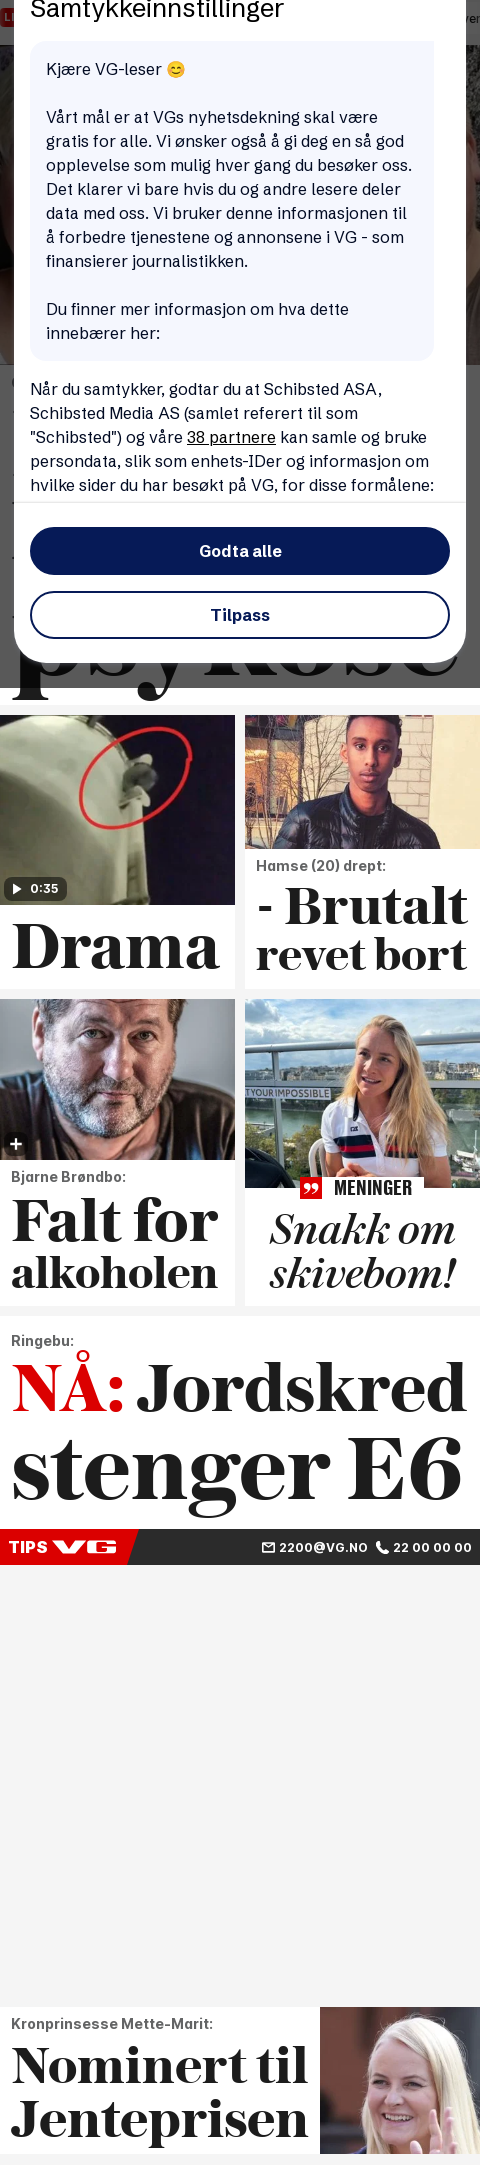 Samtykkeinnstillinger
Kjære VG-leser 😊
Vårt mål er at VGs nyhetsdekning skal være
gratis for alle. Vi ønsker også å gi deg en så god
opplevelse som mulig hver gang du besøker oss.
Det klarer vi bare hvis du og andre lesere deler
data med oss. Vi bruker denne informasjonen til
å forbedre tjenestene og annonsene i VG - som
finansierer journalistikken.
Du finner mer informasjon om hva dette
innebærer her:
Når du samtykker, godtar du at Schibsted ASA,
Schibsted Media AS (samlet referert til som
"Schibsted") og våre 38 partnere kan samle og bruke
persondata, slik som enhets-IDer og informasjon om
hvilke sider du har besøkt på VG, for disse formålene:
Godta alle
Tilpass
psykose
0:35
Drama
Hamse (20) drept:
- Brutalt
revet bort
Bjarne Brøndbo:
Falt for
alkoholen
T YOUR IMPOSSIBLE
MENINGER
Snakk om
skivebom!
Ringebu:
NÅ: Jordskred
stenger E6
TIPS VG 2200@VG.NO 22 00 00 00
Kronprinsesse Mette-Marit:
Nominert til
Jenteprisen